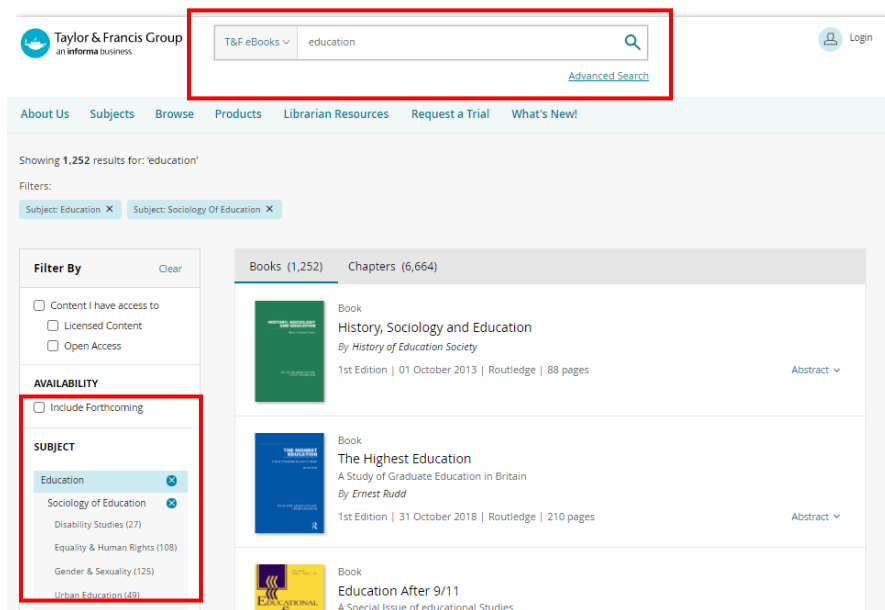 Taylor & Francis Group
an informa business
T&F eBooks
education
Login
Advanced Search
About Us Subjects Browse Products Librarian Resources Request a Trial What's New!
Showing 1,252 results for: 'education'
Filters:
Subject: Education ✕ Subject: Sociology Of Education ✕
Filter By Clear
Content I have access to
Licensed Content
Open Access
AVAILABILITY
Include Forthcoming
SUBJECT
Education
Sociology of Education
Disability Studies (27)
Equality & Human Rights (108)
Gender & Sexuality (125)
Urban Education (49)
Books (1,252) Chapters (6,664)
HISTORY, SOCIOLOGY
AND EDUCATION
Book
History, Sociology and Education
By History of Education Society
1st Edition | 01 October 2013 | Routledge | 88 pages
Abstract
THE HIGHEST
EDUCATION
Book
The Highest Education
A Study of Graduate Education in Britain
By Ernest Rudd
1st Edition | 31 October 2018 | Routledge | 210 pages
Abstract
EDUCATIONAL
Book
Education After 9/11
A Special Issue of educational Studies